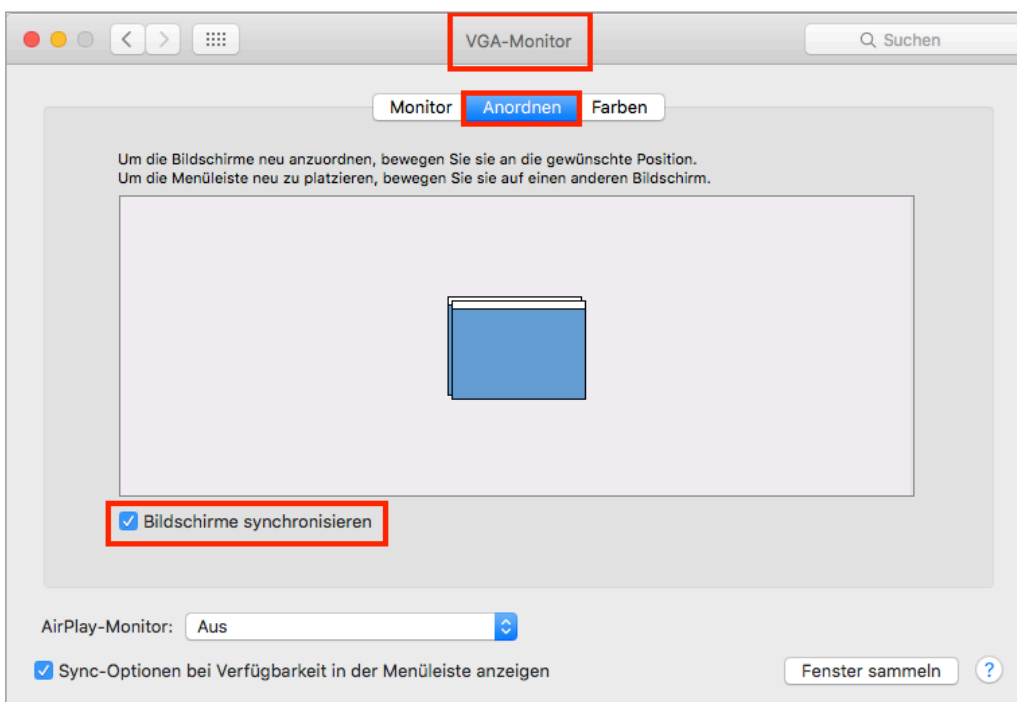 VGA-Monitor
Suchen
Monitor Anordnen Farben
Um die Bildschirme neu anzuordnen, bewegen Sie sie an die gewünschte Position.
Um die Menüleiste neu zu platzieren, bewegen Sie sie auf einen anderen Bildschirm.
Bildschirme synchronisieren
AirPlay-Monitor: Aus
Sync-Optionen bei Verfügbarkeit in der Menüleiste anzeigen
Fenster sammeln ?